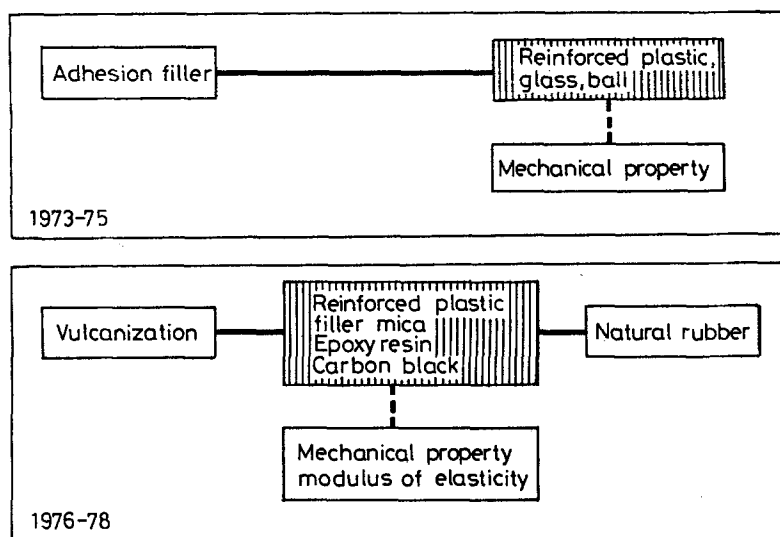 Adhesion filler
Reinforced plastic,
glass, ball
Mechanical property
1973-75
Vulcanization
Reinforced plastic
filler mica
Epoxy resin
Carbon black
Natural rubber
Mechanical property
modulus of elasticity
1976-78